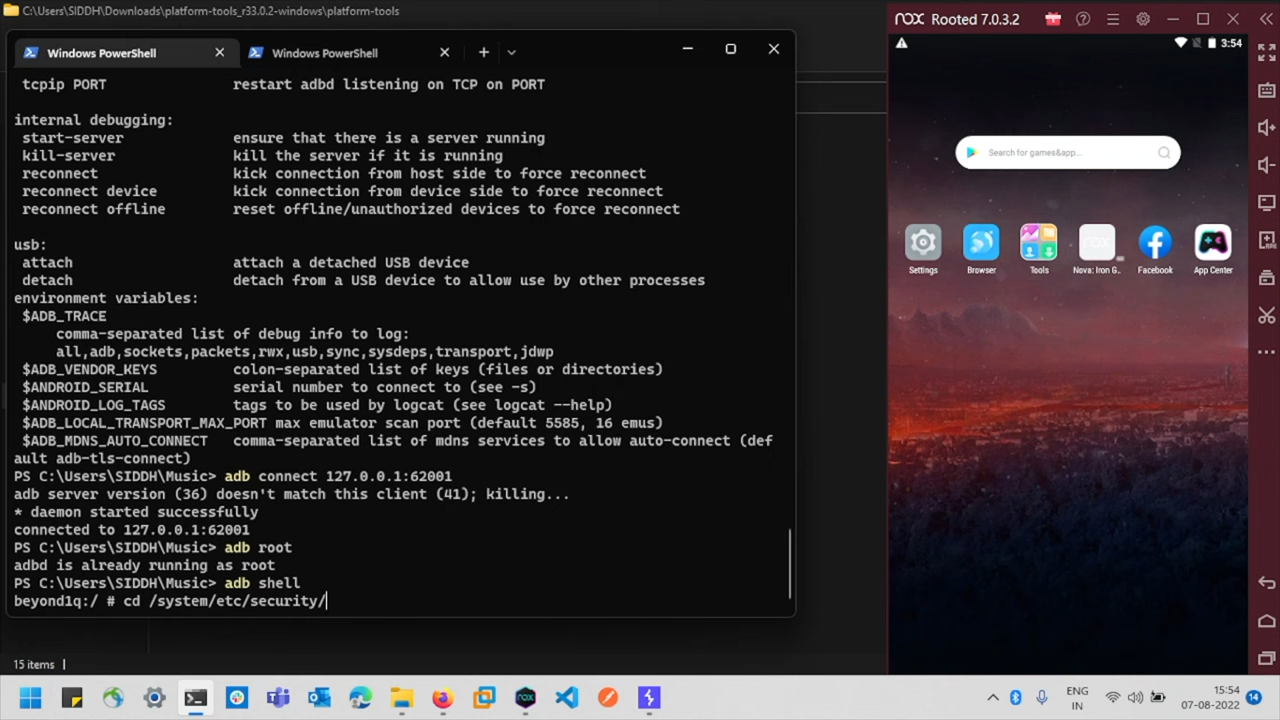 C:\Users\SIDDH\Downloads\platform-tools_r33.0.2-windows\platform-tools
Windows PowerShell
Windows PowerShell
tcpip PORT restart adbd listening on TCP on PORT
internal debugging:
start-server ensure that there is a server running
kill-server kill the server if it is running
reconnect kick connection from host side to force reconnect
reconnect device kick connection from device side to force reconnect
reconnect offline reset offline/unauthorized devices to force reconnect
usb:
attach attach a detached USB device
detach detach from a USB device to allow use by other processes
environment variables:
$ADB_TRACE
comma-separated list of debug info to log:
all,adb,sockets,packets,rwx,usb,sync,sysdeps,transport,jdwp
$ADB_VENDOR_KEYS colon-separated list of keys (files or directories)
$ANDROID_SERIAL serial number to connect to (see -s)
$ANDROID_LOG_TAGS tags to be used by logcat (see logcat --help)
$ADB_LOCAL_TRANSPORT_MAX_PORT max emulator scan port (default 5585, 16 emus)
$ADB_MDNS_AUTO_CONNECT comma-separated list of mdns services to allow auto-connect (def
ault adb-tls-connect)
PS C:\Users\SIDDH\Music> adb connect 127.0.0.1:62001
adb server version (36) doesn't match this client (41); killing...
* daemon started successfully
connected to 127.0.0.1:62001
PS C:\Users\SIDDH\Music> adb root
adbd is already running as root
PS C:\Users\SIDDH\Music> adb shell
beyond1q:/ # cd /system/etc/security/
15 items
nox Rooted 7.0.3.2
3:54
Search for games&app...
Settings
Browser
Tools
Nova: Iron G..
Facebook
App Center
ENG
IN
15:54
07-08-2022
14